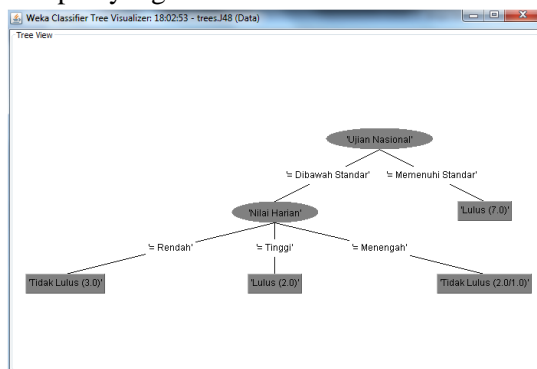 Weka Classifier Tree Visualizer: 18:02:53 - trees.J48 (Data)
Tree View
'Ujian Nasional'
'= Dibawah Standar' '= Memenuhi Standar'
'Nilai Harian' 'Lulus (7.0)'
'= Rendah' '= Tinggi' '= Menengah'
'Tidak Lulus (3.0)' 'Lulus (2.0)' 'Tidak Lulus (2.0/1.0)'